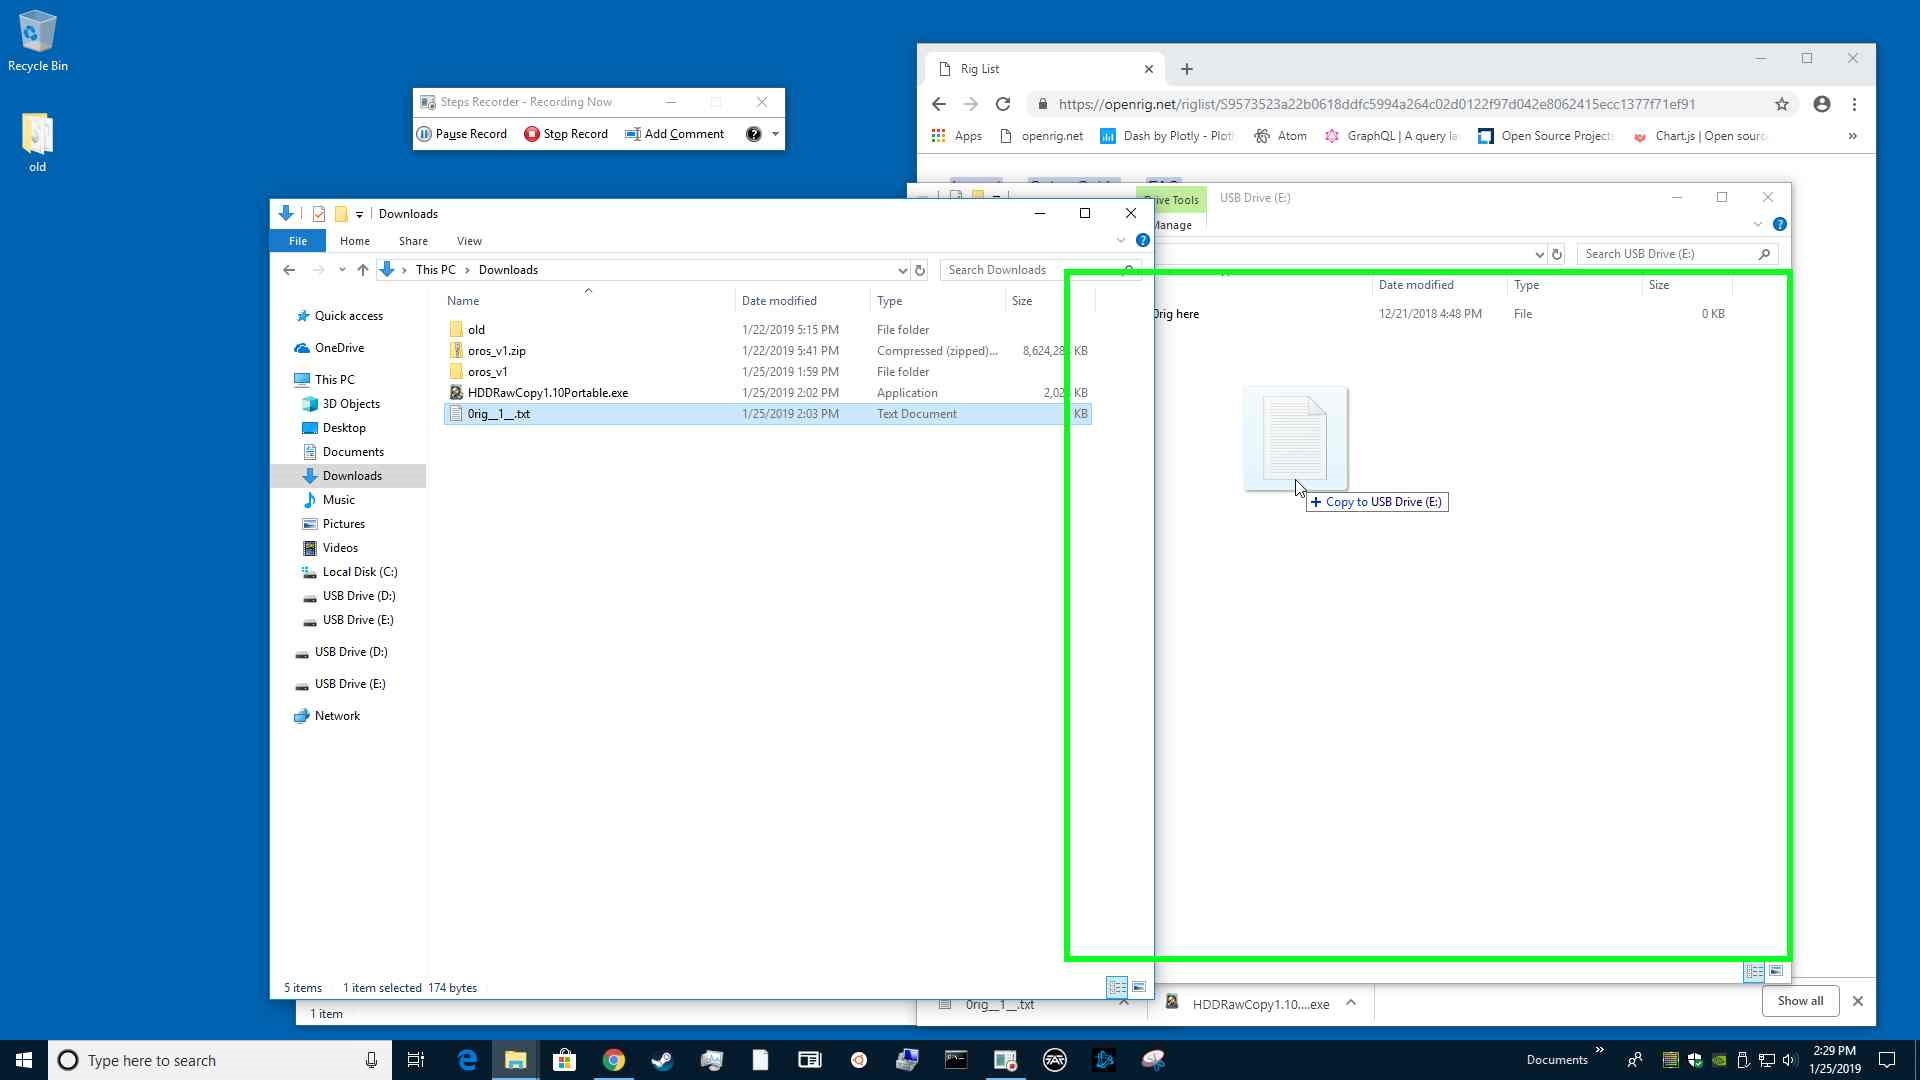 Recycle Bin
old
Steps Recorder - Recording Now
Pause Record
Stop Record
Add Comment
Rig List
https://openrig.net/riglist/S9573523a22b0618ddfc5994a264c02d0122f97d042e8062415ecc1377f71ef91
Apps
openrig.net
Dash by Plotly - Plotl
Atom
GraphQL | A query la
Open Source Projects
Chart.js | Open sourc
Drive Tools
USB Drive (E:)
Manage
Search USB Drive (E:)
Date modified
Type
Size
0rig here
12/21/2018 4:48 PM
File
0 KB
Copy to USB Drive (E:)
Downloads
File
Home
Share
View
This PC
Downloads
Search Downloads
Name
Date modified
Type
Size
old
1/22/2019 5:15 PM
File folder
oros_v1.zip
1/22/2019 5:41 PM
Compressed (zipped)...
KB
oros_v1
1/25/2019 1:59 PM
File folder
HDDRawCopy1.10Portable.exe
1/25/2019 2:02 PM
Application
KB
0rig__1__.txt
1/25/2019 2:03 PM
Text Document
KB
Quick access
OneDrive
This PC
3D Objects
Desktop
Documents
Downloads
Music
Pictures
Videos
Local Disk (C:)
USB Drive (D:)
USB Drive (E:)
USB Drive (D:)
USB Drive (E:)
Network
5 items
1 item selected 174 bytes
1 item
0rig__1__.txt
HDDRawCopy1.10....exe
Show all
Type here to search
Documents
2:29 PM
1/25/2019